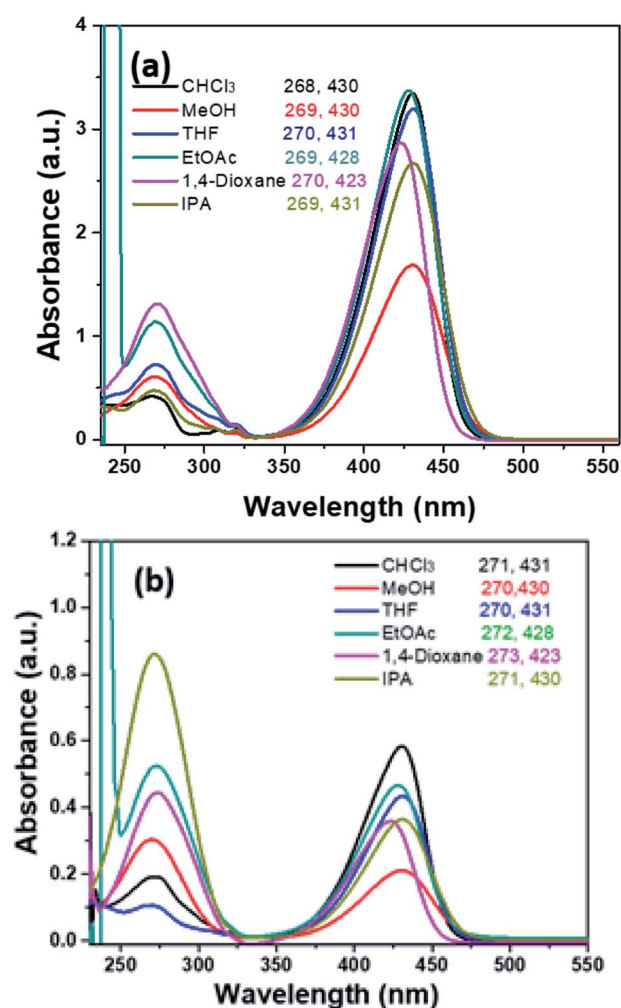 (a)
CHCl₃ 268, 430
MeOH 269, 430
THF 270, 431
EtOAc 269, 428
1,4-Dioxane 270, 423
IPA 269, 431
4
3
2
1
0
Absorbance (a.u.)
250 300 350 400 450 500 550
Wavelength (nm)
(b)
CHCl₃ 271, 431
MeOH 270,430
THF 270, 431
EtOAc 272, 428
1,4-Dioxane 273, 423
IPA 271, 430
1.2
1.0
0.8
0.6
0.4
0.2
0.0
Absorbance (a.u.)
250 300 350 400 450 500 550
Wavelength (nm)